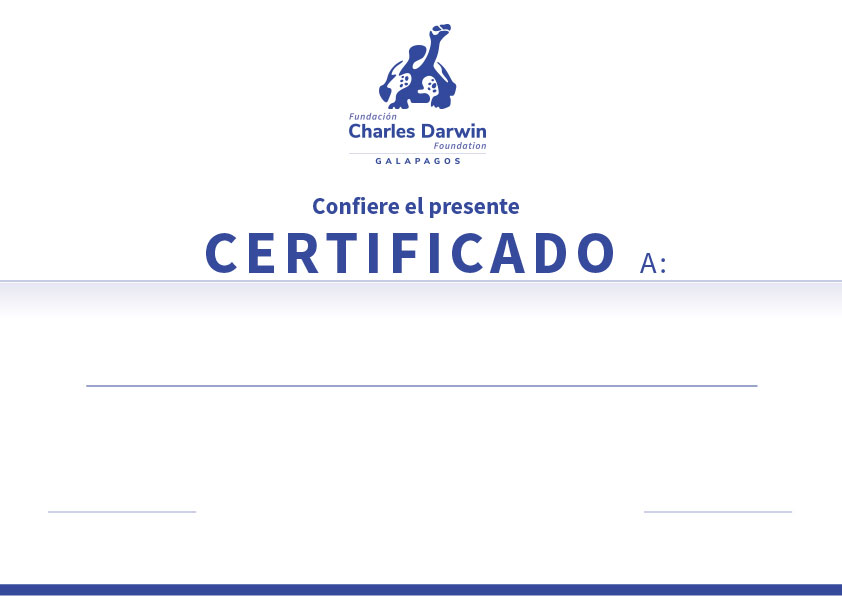 Fundación
Charles Darwin
Foundation
GALAPAGOS
Confiere el presente
CERTIFICADO A: